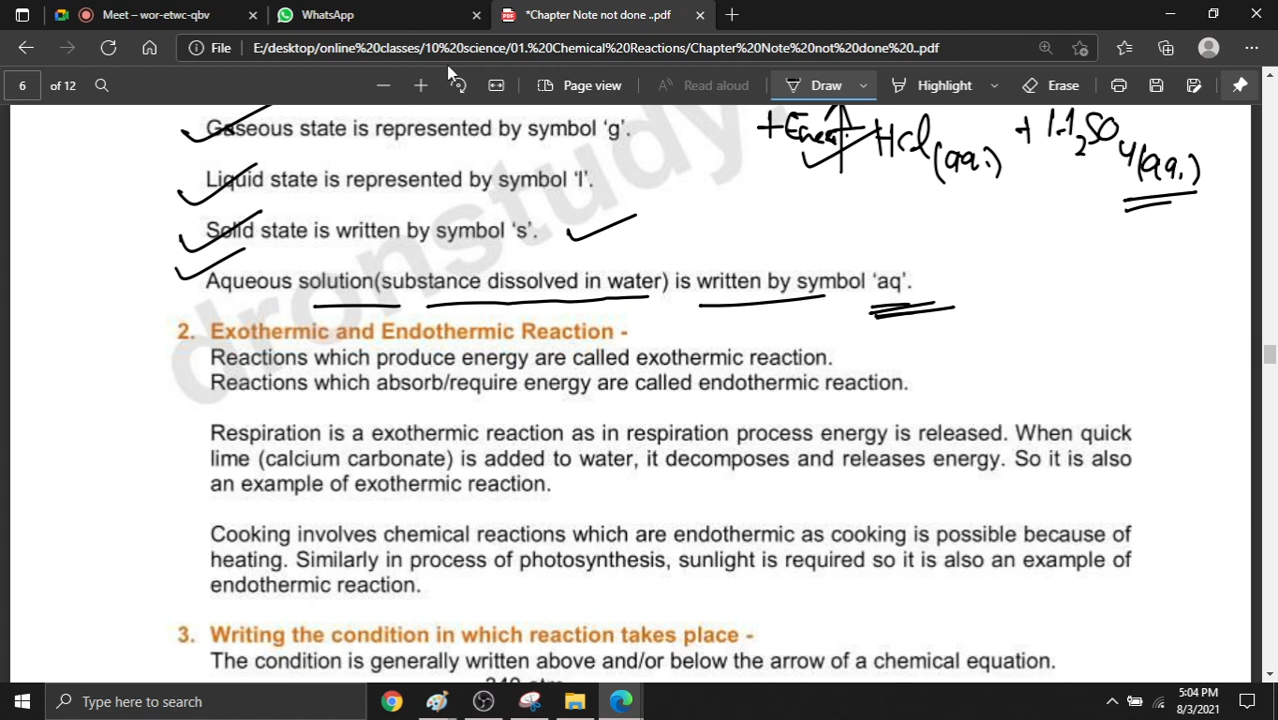 Meet – wor-etwc-qbv
WhatsApp
*Chapter Note not done ..pdf
File
E:/desktop/online%20classes/10%20science/01.%20Chemical%20Reactions/Chapter%20Note%20not%20done%20..pdf
6 of 12
Page view
Read aloud
Draw
Highlight
Erase
dronstudy.
Gaseous state is represented by symbol ‘g’.
HCl(aq.) + H2SO4(aq.)
Liquid state is represented by symbol ‘l’.
Solid state is written by symbol ‘s’.
Aqueous solution(substance dissolved in water) is written by symbol ‘aq’.
2. Exothermic and Endothermic Reaction -
Reactions which produce energy are called exothermic reaction.
Reactions which absorb/require energy are called endothermic reaction.
Respiration is a exothermic reaction as in respiration process energy is released. When quick
lime (calcium carbonate) is added to water, it decomposes and releases energy. So it is also
an example of exothermic reaction.
Cooking involves chemical reactions which are endothermic as cooking is possible because of
heating. Similarly in process of photosynthesis, sunlight is required so it is also an example of
endothermic reaction.
3. Writing the condition in which reaction takes place -
The condition is generally written above and/or below the arrow of a chemical equation.
340 atm
Type here to search
5:04 PM
8/3/2021